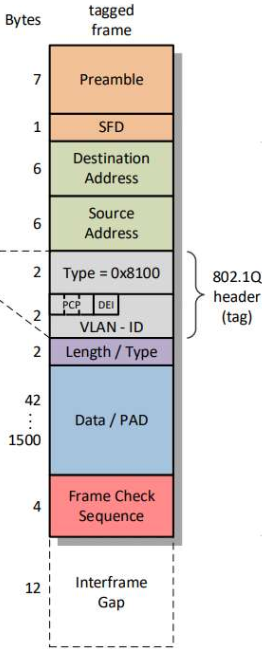 Bytes
tagged
frame
7
Preamble
1
SFD
6
Destination
Address
6
Source
Address
2
Type = 0x8100
802.1Q
header
(tag)
2
PCP
DEI
VLAN - ID
2
Length / Type
42
⋮
1500
Data / PAD
4
Frame Check
Sequence
12
Interframe
Gap